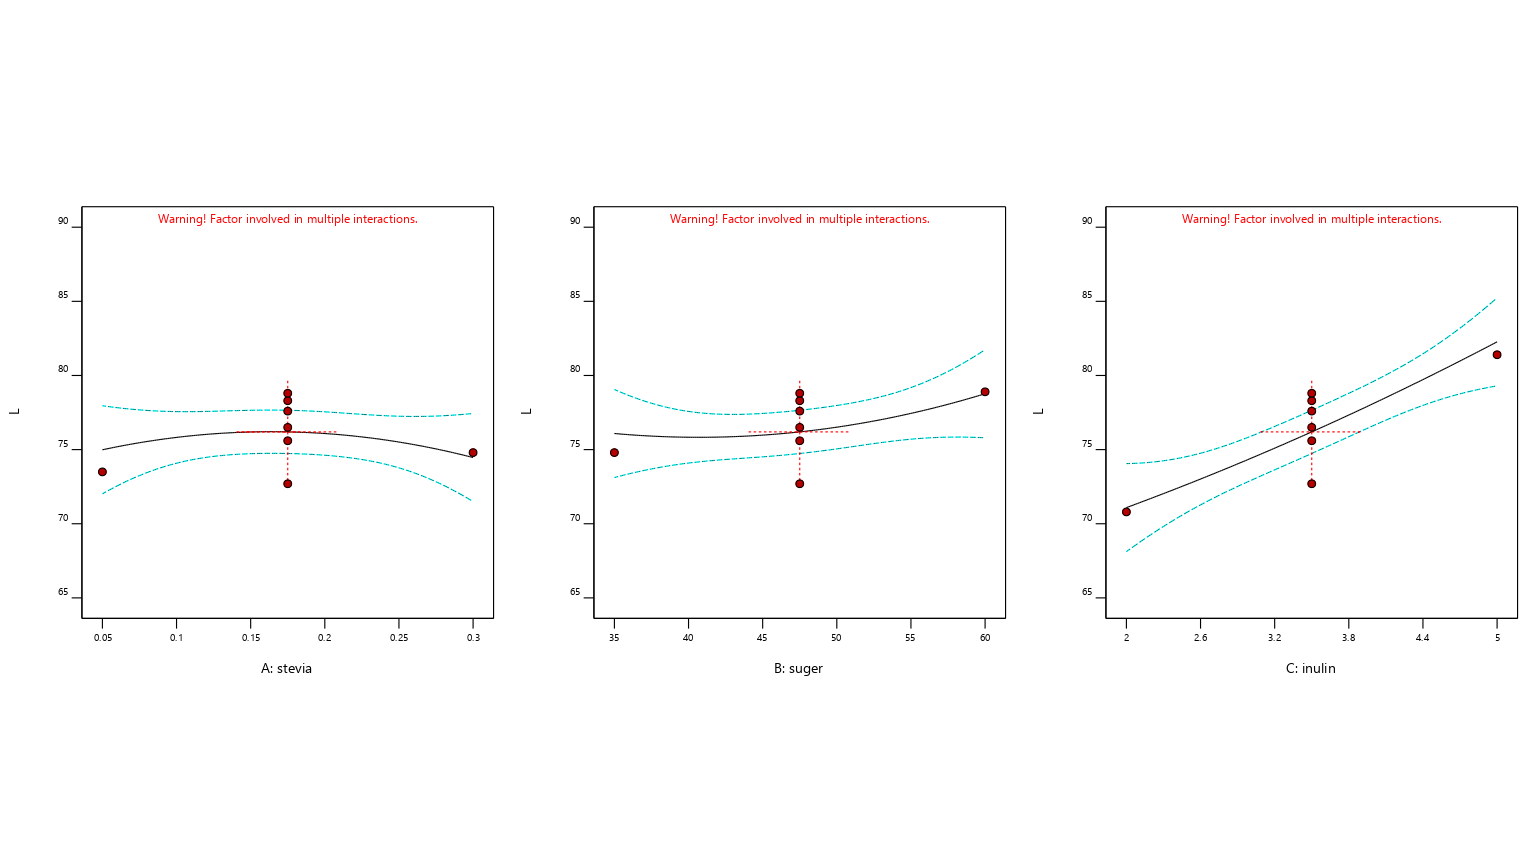 Warning! Factor involved in multiple interactions.
90
85
80
75
70
65
L
0.05 0.1 0.15 0.2 0.25 0.3
A: stevia
Warning! Factor involved in multiple interactions.
90
85
80
75
70
65
L
35 40 45 50 55 60
B: suger
Warning! Factor involved in multiple interactions.
90
85
80
75
70
65
L
2 2.6 3.2 3.8 4.4 5
C: inulin